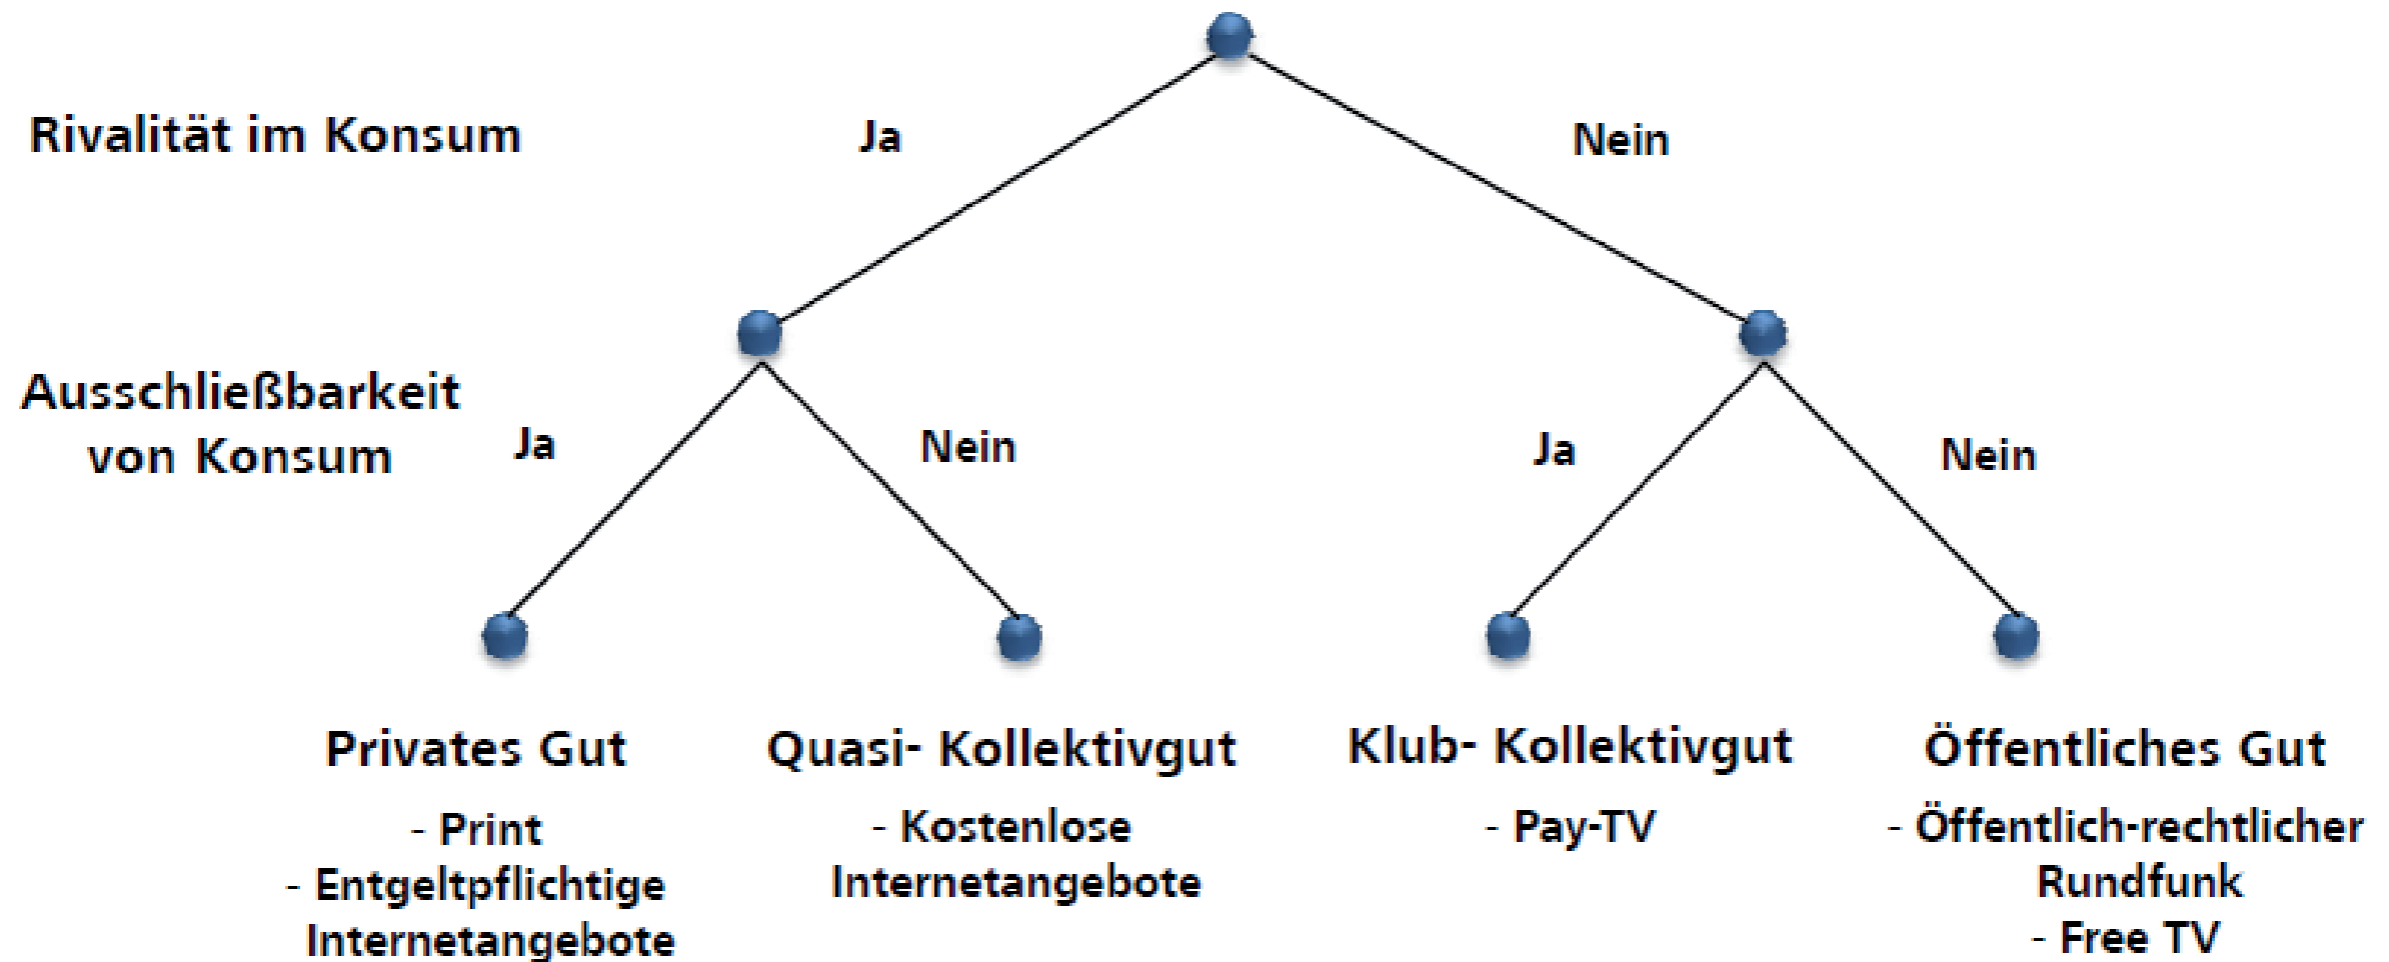 Rivalität im Konsum
Ja
Nein
Ausschließbarkeit
von Konsum
Ja
Nein
Ja
Nein
Privates Gut
- Print
- Entgeltpflichtige
Internetangebote
Quasi- Kollektivgut
- Kostenlose
Internetangebote
Klub- Kollektivgut
- Pay-TV
Öffentliches Gut
- Öffentlich-rechtlicher
Rundfunk
- Free TV